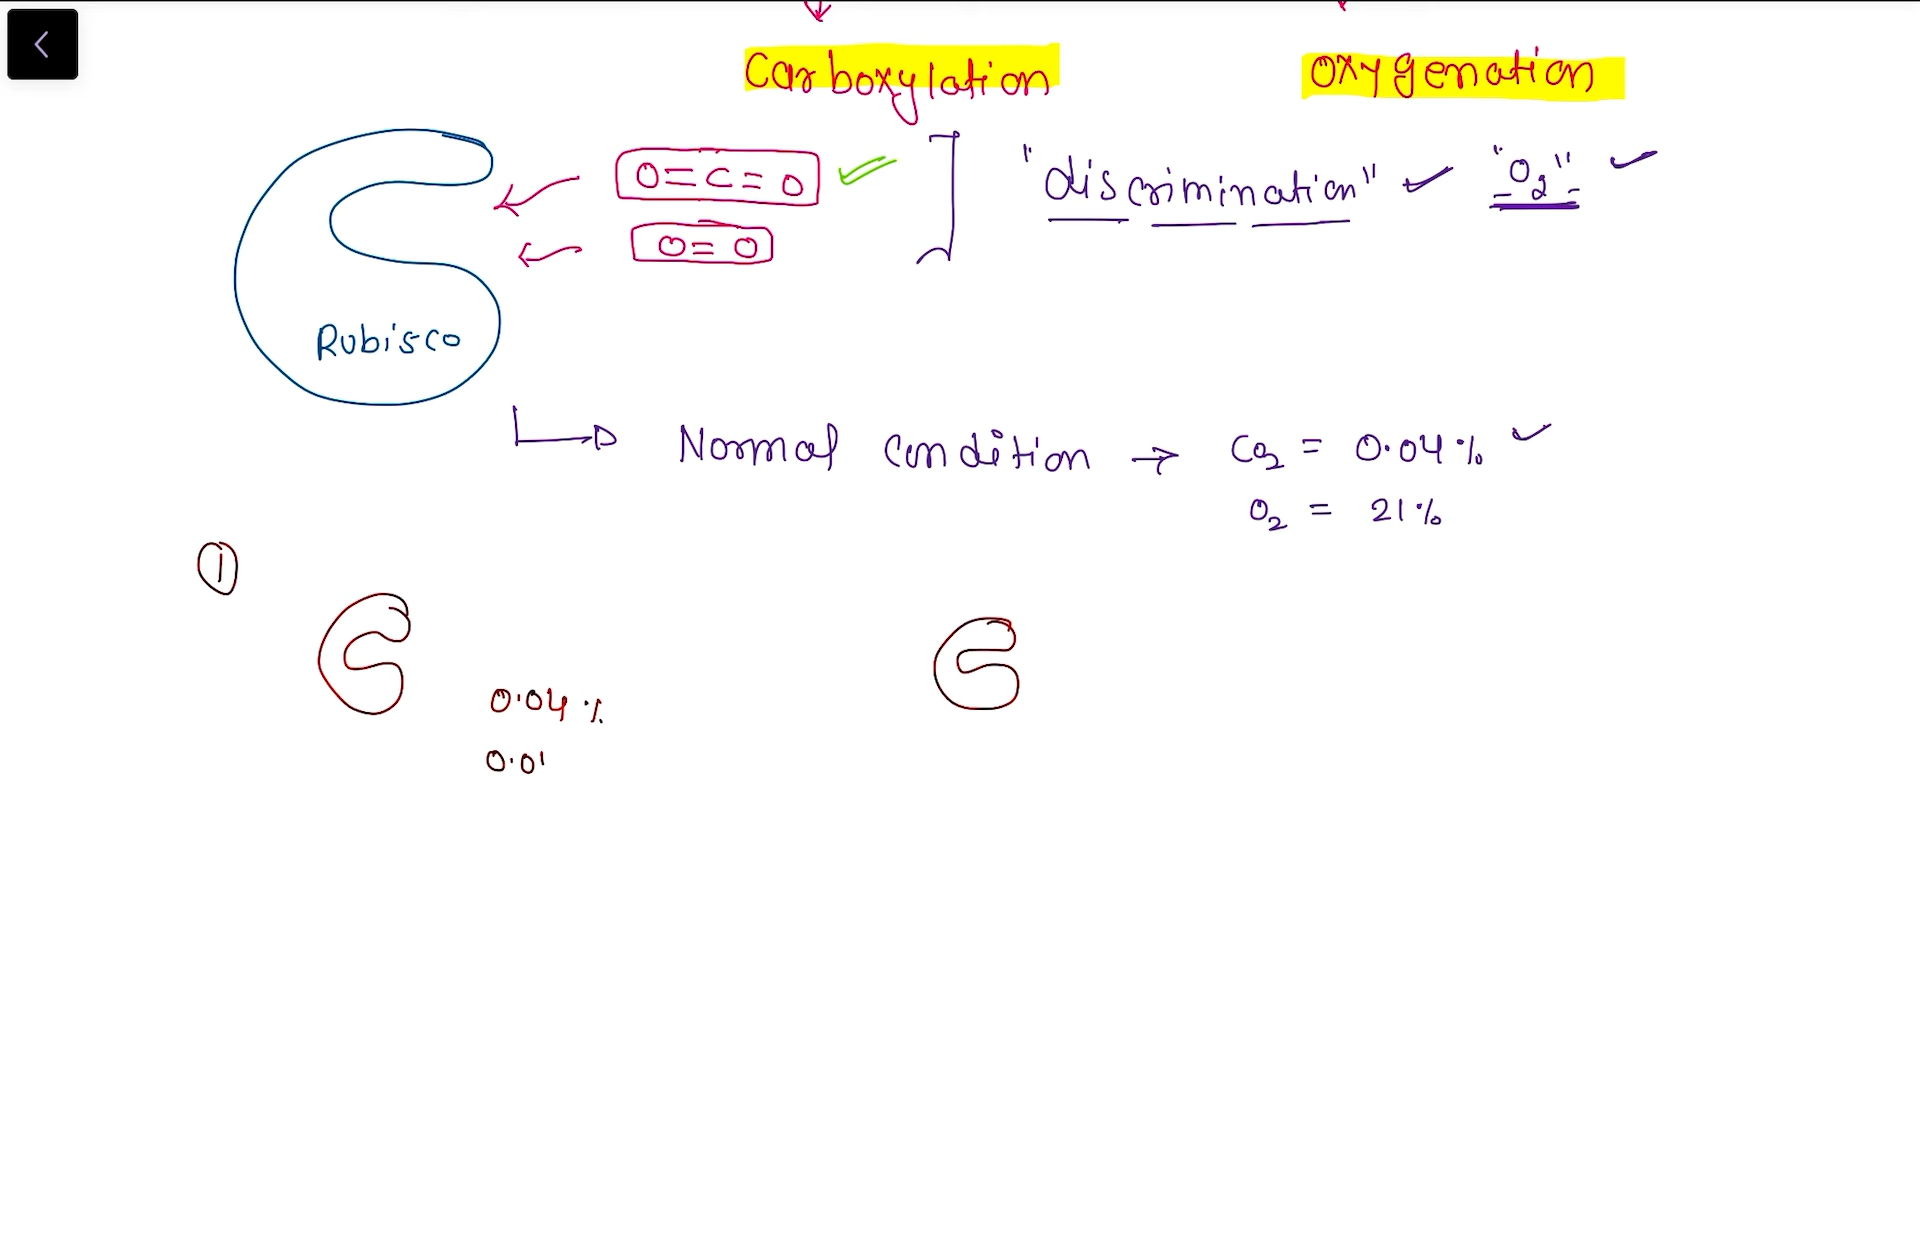 Carboxylation
Oxygenation
O=C=O
"discrimination" "O₂"
O=O
Rubisco
Normal condition → CO₂ = 0.04%
O₂ = 21%
①
0.04%
0.01